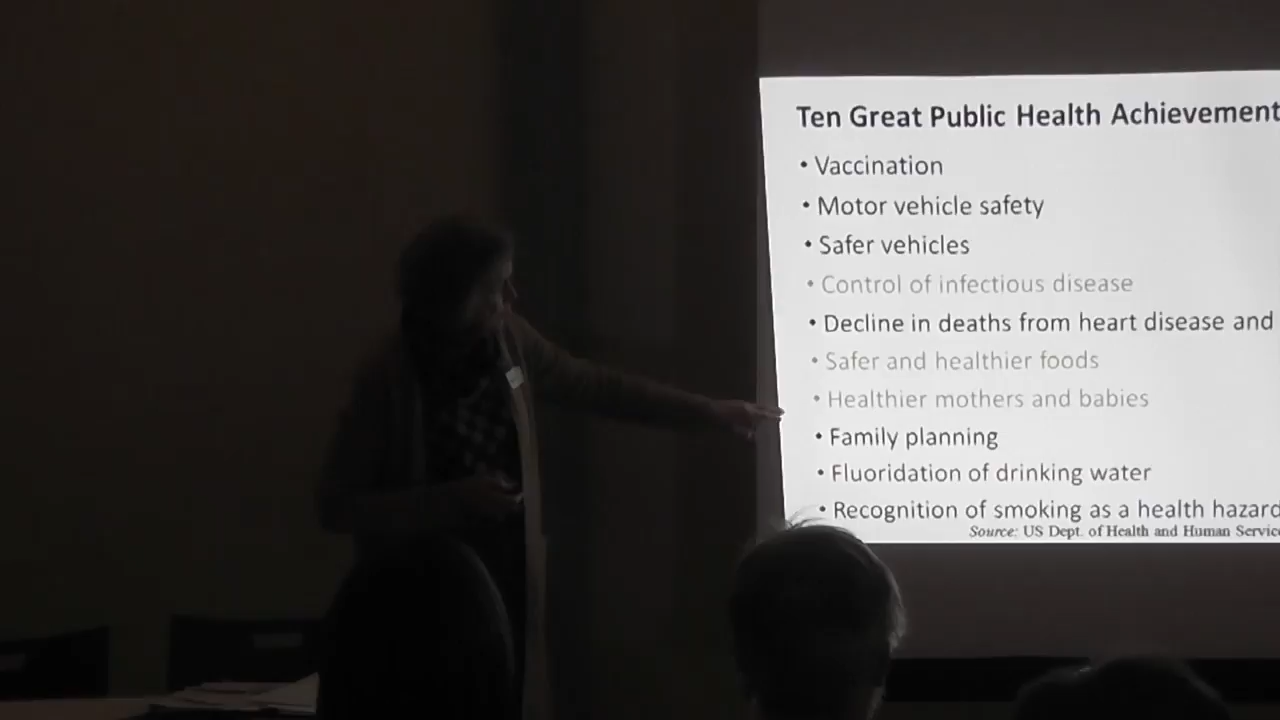 Ten Great Public Health Achievement
• Vaccination
• Motor vehicle safety
• Safer vehicles
• Control of infectious disease
• Decline in deaths from heart disease and
• Safer and healthier foods
• Healthier mothers and babies
• Family planning
• Fluoridation of drinking water
• Recognition of smoking as a health hazard
Source: US Dept. of Health and Human Servic